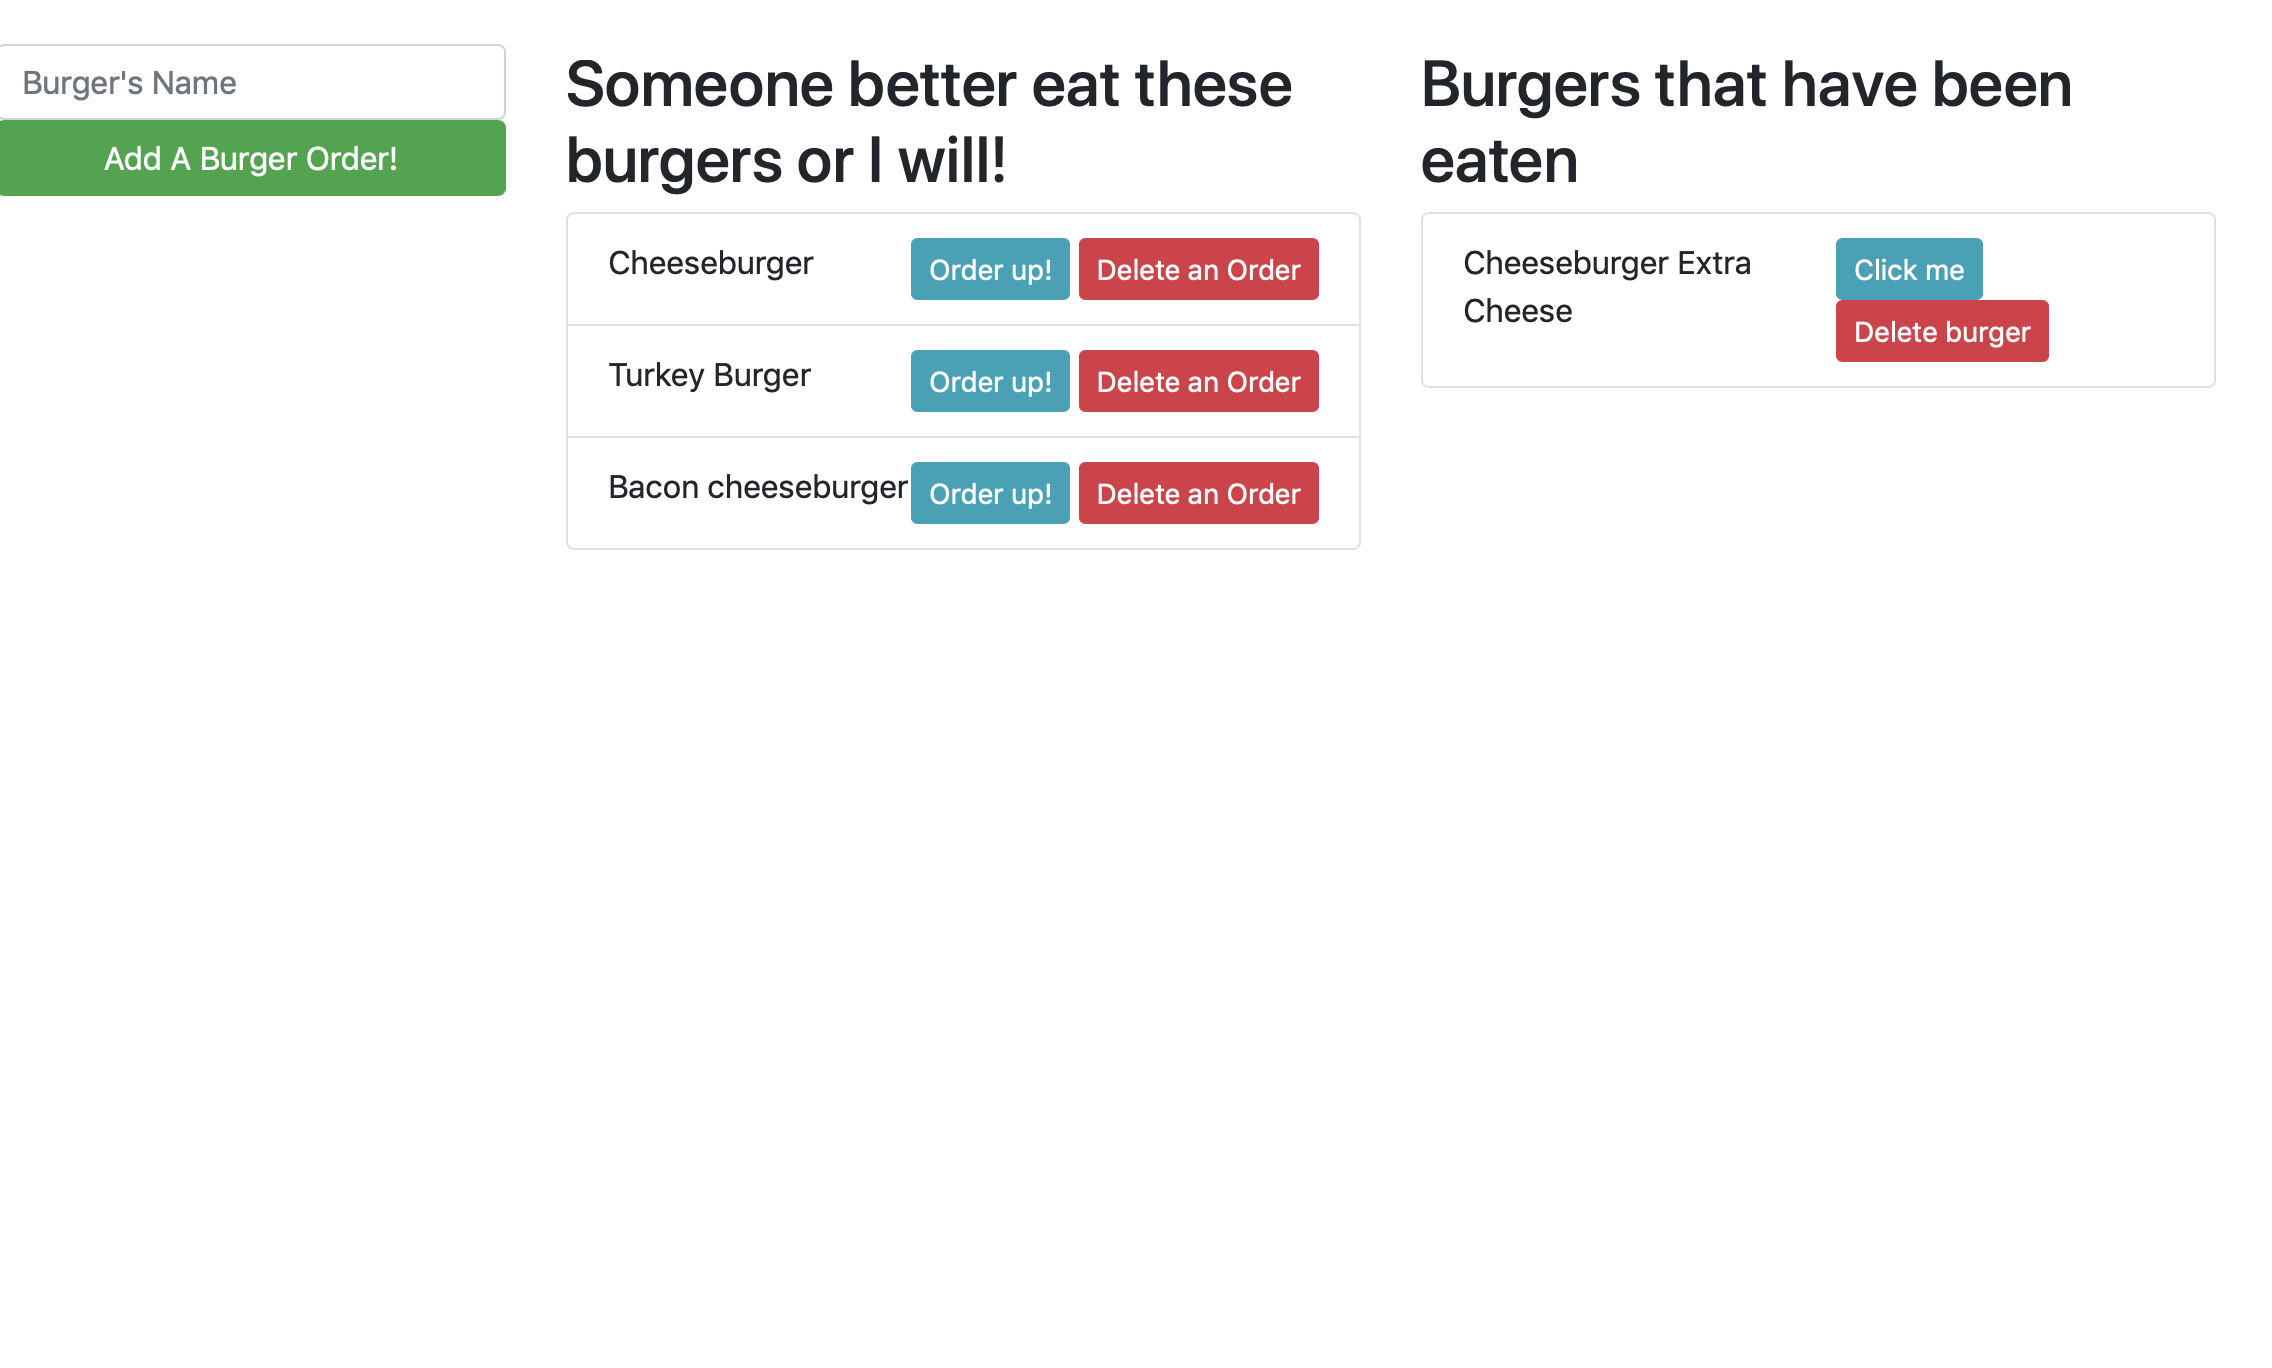 Burger's Name
Add A Burger Order!
Someone better eat these
burgers or I will!
Cheeseburger Order up! Delete an Order
Turkey Burger Order up! Delete an Order
Bacon cheeseburger Order up! Delete an Order
Burgers that have been
eaten
Cheeseburger Extra
Cheese
Click me
Delete burger